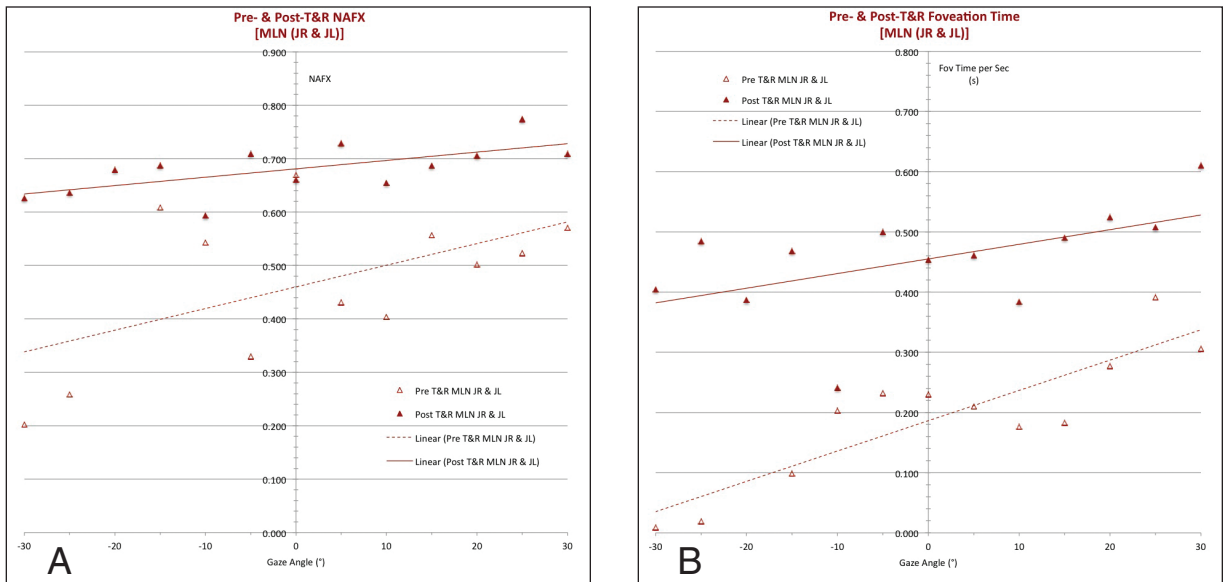 Pre- & Post-T&R NAFX
[MLN (JR & JL)]
0.900
NAFX
0.800
0.700
0.600
0.500
0.400
0.300
0.200
0.100
0.000
Pre T&R MLN JR & JL
Post T&R MLN JR & JL
Linear (Pre T&R MLN JR & JL)
Linear (Post T&R MLN JR & JL)
-30 -20 -10 0 10 20 30
Gaze Angle (°)
A
Pre- & Post-T&R Foveation Time
[MLN (JR & JL)]
0.800
Fov Time per Sec
(s)
Pre T&R MLN JR & JL
Post T&R MLN JR & JL
Linear (Pre T&R MLN JR & JL)
Linear (Post T&R MLN JR & JL)
0.700
0.600
0.500
0.400
0.300
0.200
0.100
0.000
-30 -20 -10 0 10 20 30
Gaze Angle (°)
B